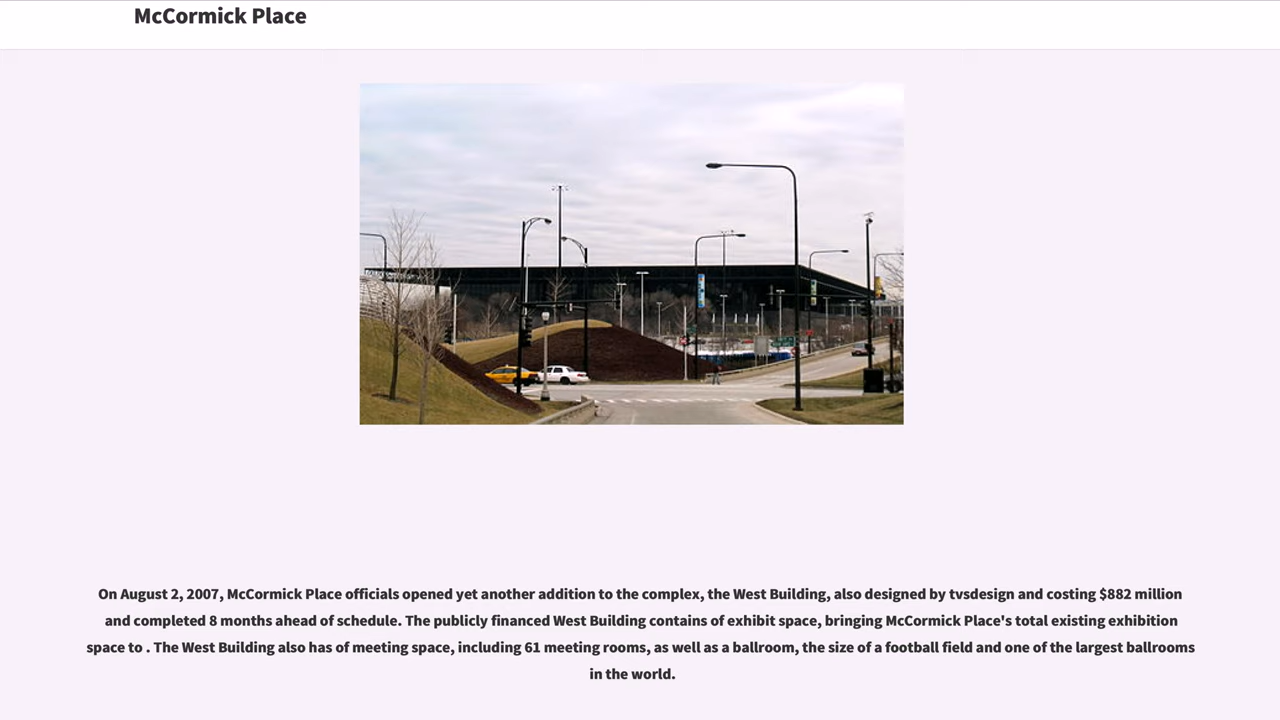 McCormick Place
On August 2, 2007, McCormick Place officials opened yet another addition to the complex, the West Building, also designed by tvsdesign and costing $882 million
and completed 8 months ahead of schedule. The publicly financed West Building contains of exhibit space, bringing McCormick Place's total existing exhibition
space to . The West Building also has of meeting space, including 61 meeting rooms, as well as a ballroom, the size of a football field and one of the largest ballrooms
in the world.